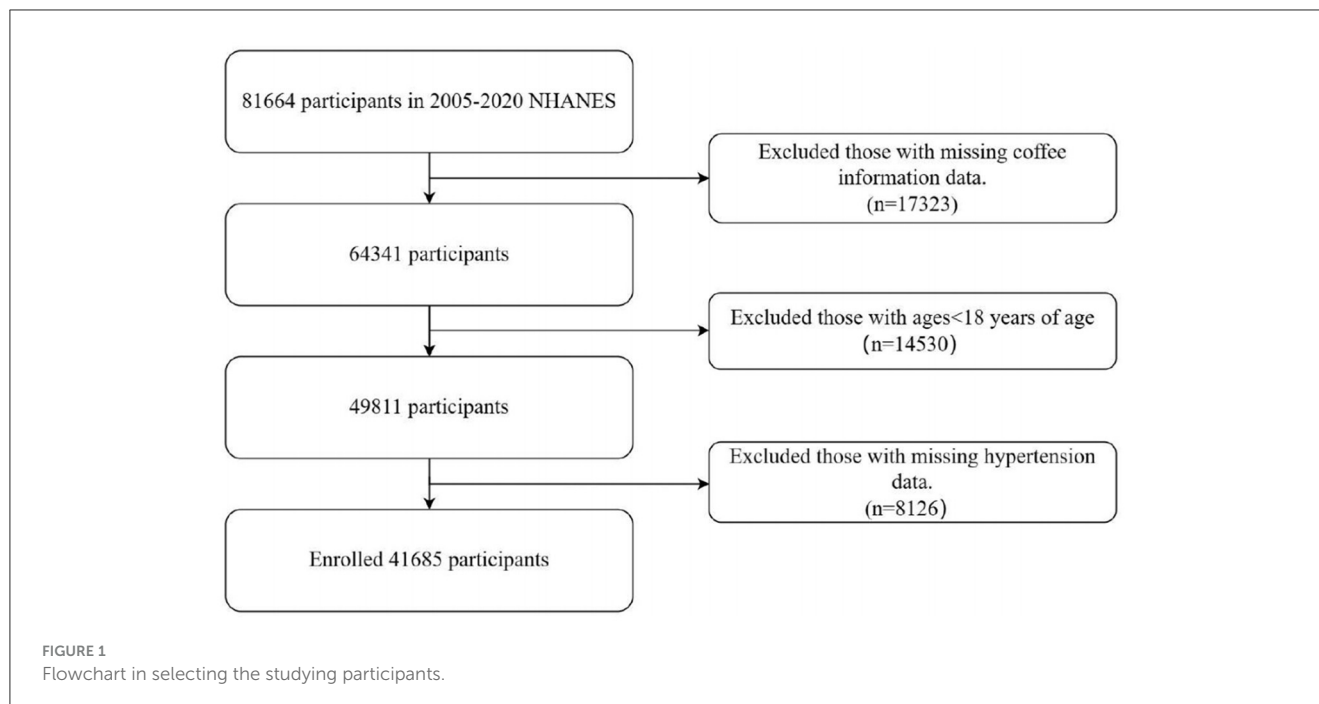 81664 participants in 2005-2020 NHANES
Excluded those with missing coffee
information data.
(n=17323)
64341 participants
Excluded those with ages<18 years of age
(n=14530)
49811 participants
Excluded those with missing hypertension
data.
(n=8126)
Enrolled 41685 participants
FIGURE 1
Flowchart in selecting the studying participants.